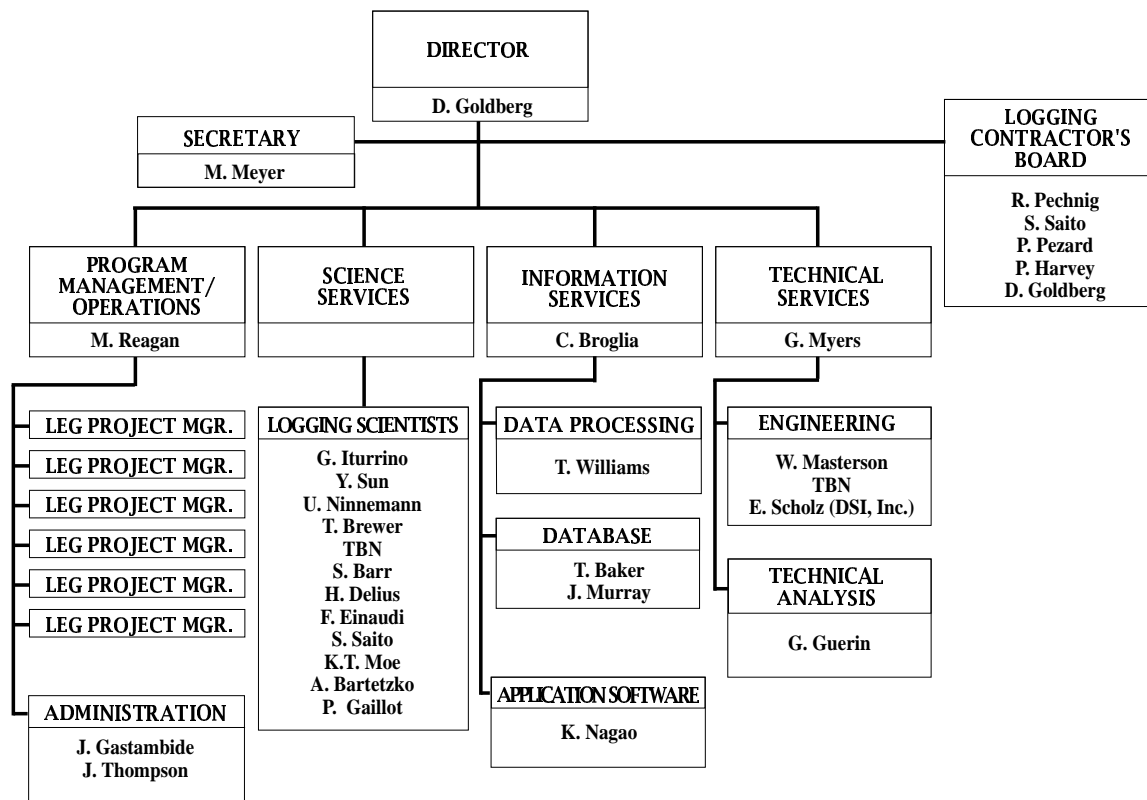 DIRECTOR
D. Goldberg
SECRETARY
M. Meyer
LOGGING
CONTRACTOR'S
BOARD
R. Pechnig
S. Saito
P. Pezard
P. Harvey
D. Goldberg
PROGRAM
MANAGEMENT/
OPERATIONS
M. Reagan
SCIENCE
SERVICES
INFORMATION
SERVICES
C. Broglia
TECHNICAL
SERVICES
G. Myers
LEG PROJECT MGR.
LEG PROJECT MGR.
LEG PROJECT MGR.
LEG PROJECT MGR.
LEG PROJECT MGR.
LEG PROJECT MGR.
ADMINISTRATION
J. Gastambide
J. Thompson
LOGGING SCIENTISTS
G. Iturrino
Y. Sun
U. Ninnemann
T. Brewer
TBN
S. Barr
H. Delius
F. Einaudi
S. Saito
K.T. Moe
A. Bartetzko
P. Gaillot
DATA PROCESSING
T. Williams
DATABASE
T. Baker
J. Murray
APPLICATION SOFTWARE
K. Nagao
ENGINEERING
W. Masterson
TBN
E. Scholz (DSI, Inc.)
TECHNICAL
ANALYSIS
G. Guerin